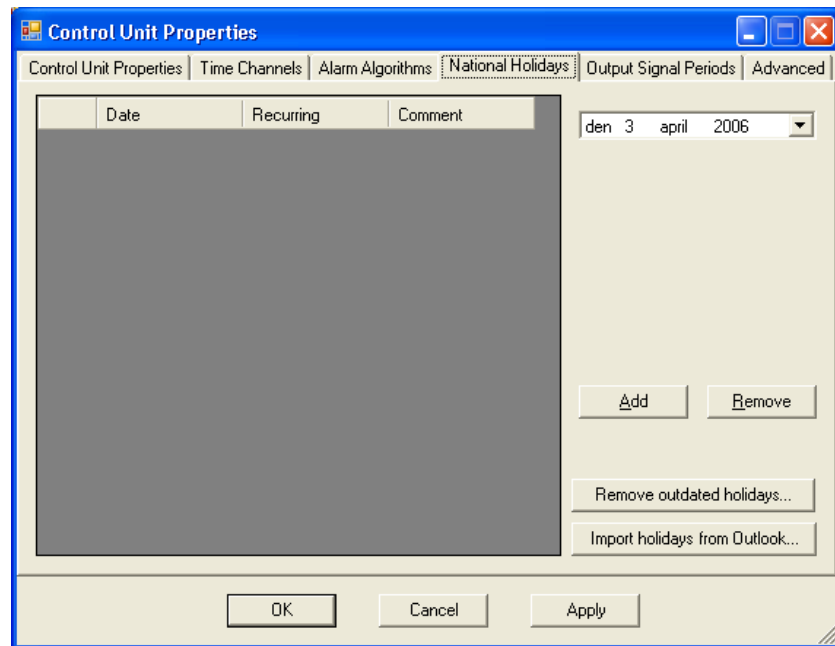 Control Unit Properties
Control Unit Properties Time Channels Alarm Algorithms National Holidays Output Signal Periods Advanced
Date Recurring Comment
den 3 april 2006
Add Remove
Remove outdated holidays...
Import holidays from Outlook...
OK Cancel Apply